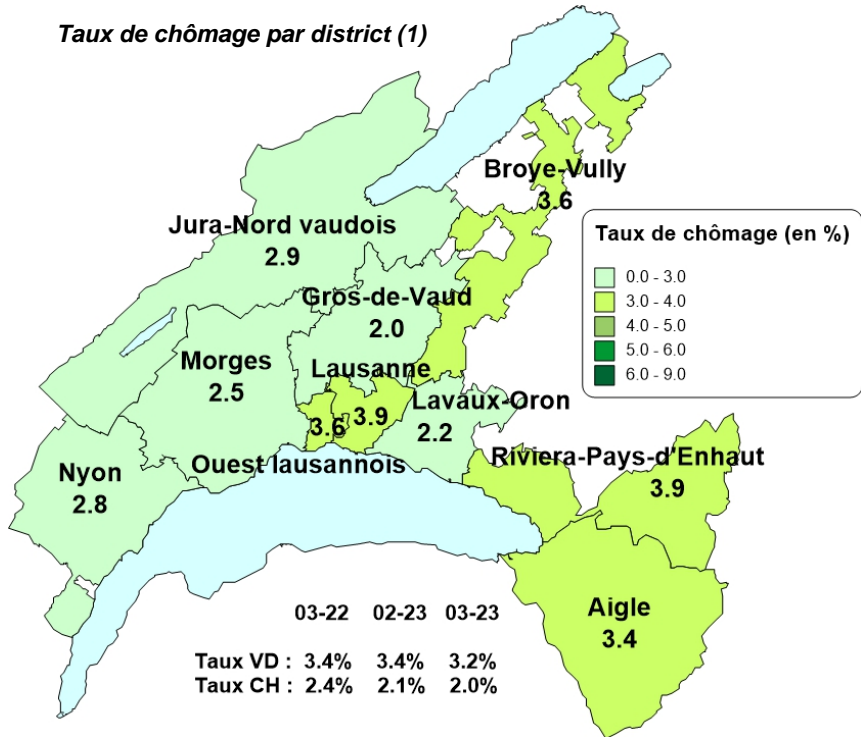 Taux de chômage par district (1)
Broye-Vully
3.6
Jura-Nord vaudois
2.9
Taux de chômage (en %)
0.0 - 3.0
3.0 - 4.0
4.0 - 5.0
5.0 - 6.0
6.0 - 9.0
Gros-de-Vaud
2.0
Morges
2.5
Lausanne
3.9
3.6
Lavaux-Oron
2.2
Ouest lausannois
Riviera-Pays-d'Enhaut
3.9
Nyon
2.8
Aigle
3.4
03-22 02-23 03-23
Taux VD : 3.4% 3.4% 3.2%
Taux CH : 2.4% 2.1% 2.0%